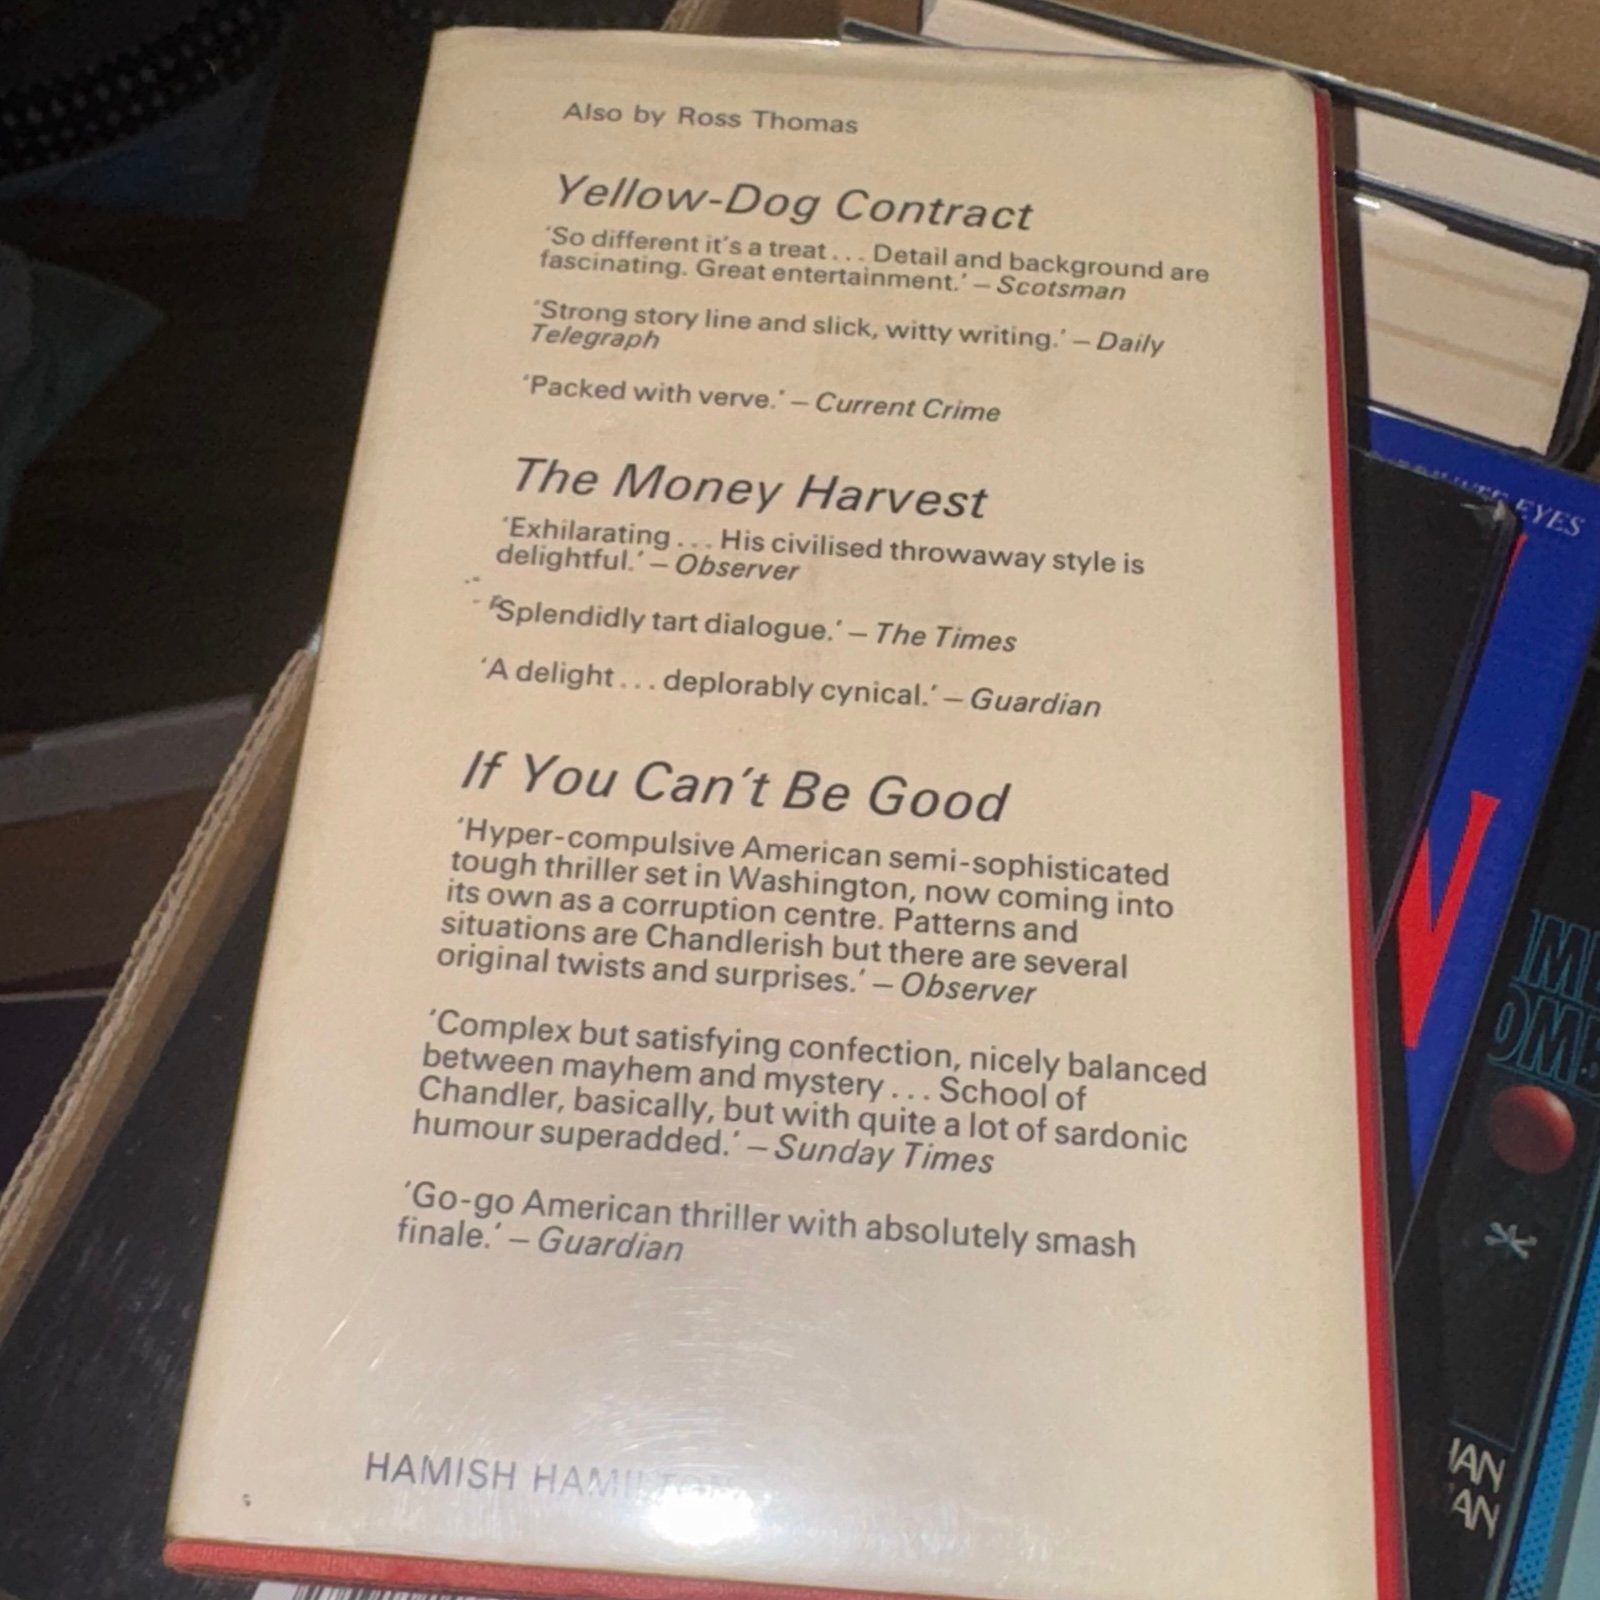 Also by Ross Thomas
Yellow-Dog Contract
'So different it's a treat . . . Detail and background are
fascinating. Great entertainment.' – Scotsman
'Strong story line and slick, witty writing.' – Daily
Telegraph
'Packed with verve.' – Current Crime
The Money Harvest
'Exhilarating . . . His civilised throwaway style is
delightful.' – Observer
'Splendidly tart dialogue.' – The Times
'A delight . . . deplorably cynical.' – Guardian
If You Can't Be Good
'Hyper-compulsive American semi-sophisticated
tough thriller set in Washington, now coming into
its own as a corruption centre. Patterns and
situations are Chandlerish but there are several
original twists and surprises.' – Observer
'Complex but satisfying confection, nicely balanced
between mayhem and mystery . . . School of
Chandler, basically, but with quite a lot of sardonic
humour superadded.' – Sunday Times
'Go-go American thriller with absolutely smash
finale.' – Guardian
HAMISH HAMILTON
EYES